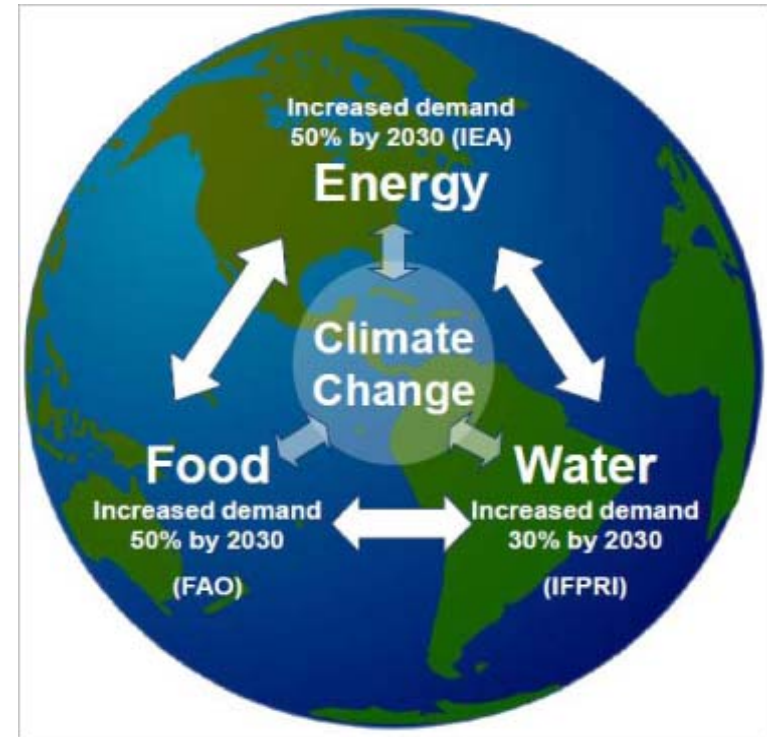 Increased demand
50% by 2030 (IEA)
Energy
Climate
Change
Food
Increased demand
50% by 2030
(FAO)
Water
Increased demand
30% by 2030
(IFPRI)